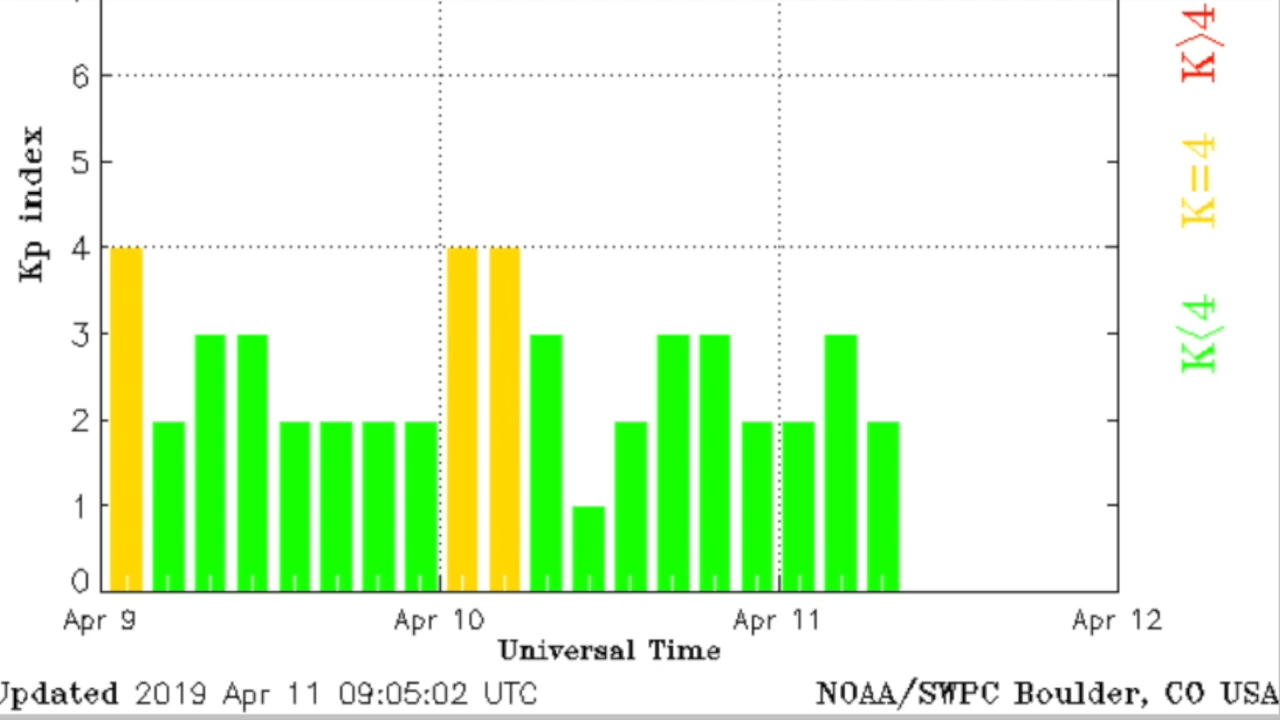 6
5
4
3
2
1
0
Kp index
Apr 9 Apr 10 Apr 11 Apr 12
Universal Time
Updated 2019 Apr 11 09:05:02 UTC NOAA/SWPC Boulder, CO USA
K>4
K=4
K<4